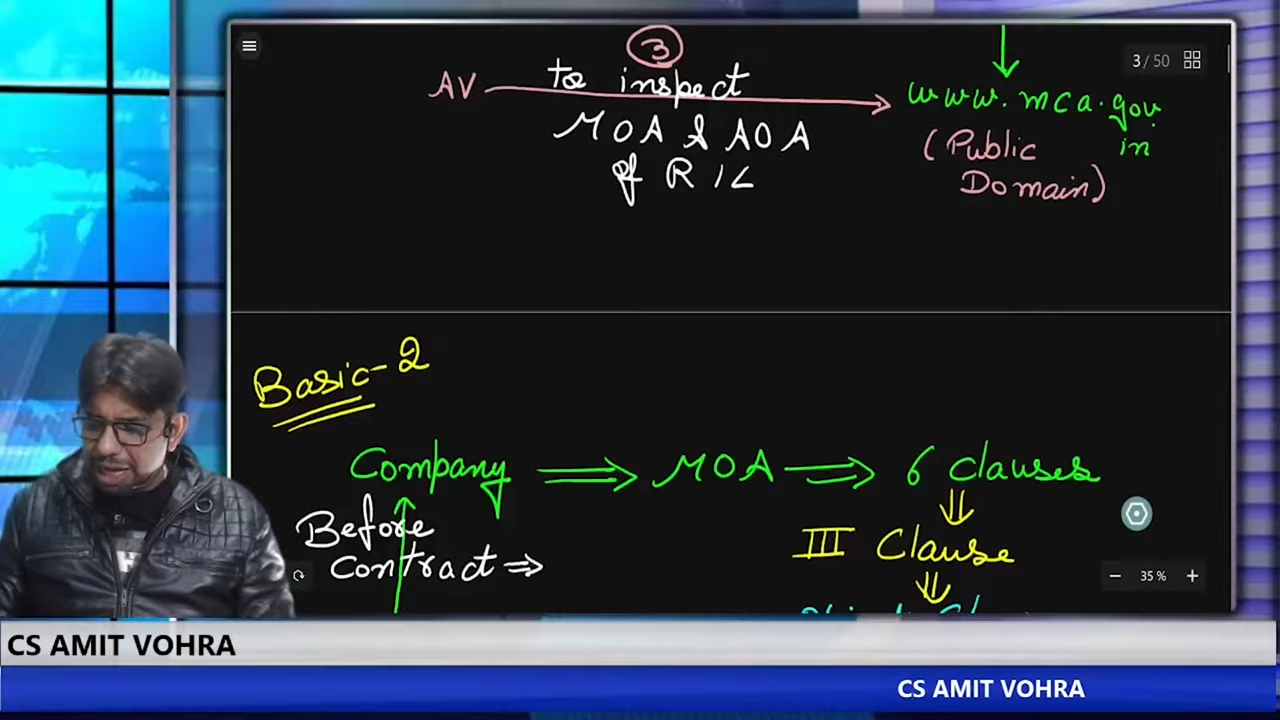 3
3 / 50
AV
to inspect
www.mca.gov.
in
MOA & AOA
(Public
Domain)
of RIL
Basic-2
Company ⇒ MOA → 6 clauses
Before
Contract ⇒
III Clause
35 %
CS AMIT VOHRA
CS AMIT VOHRA